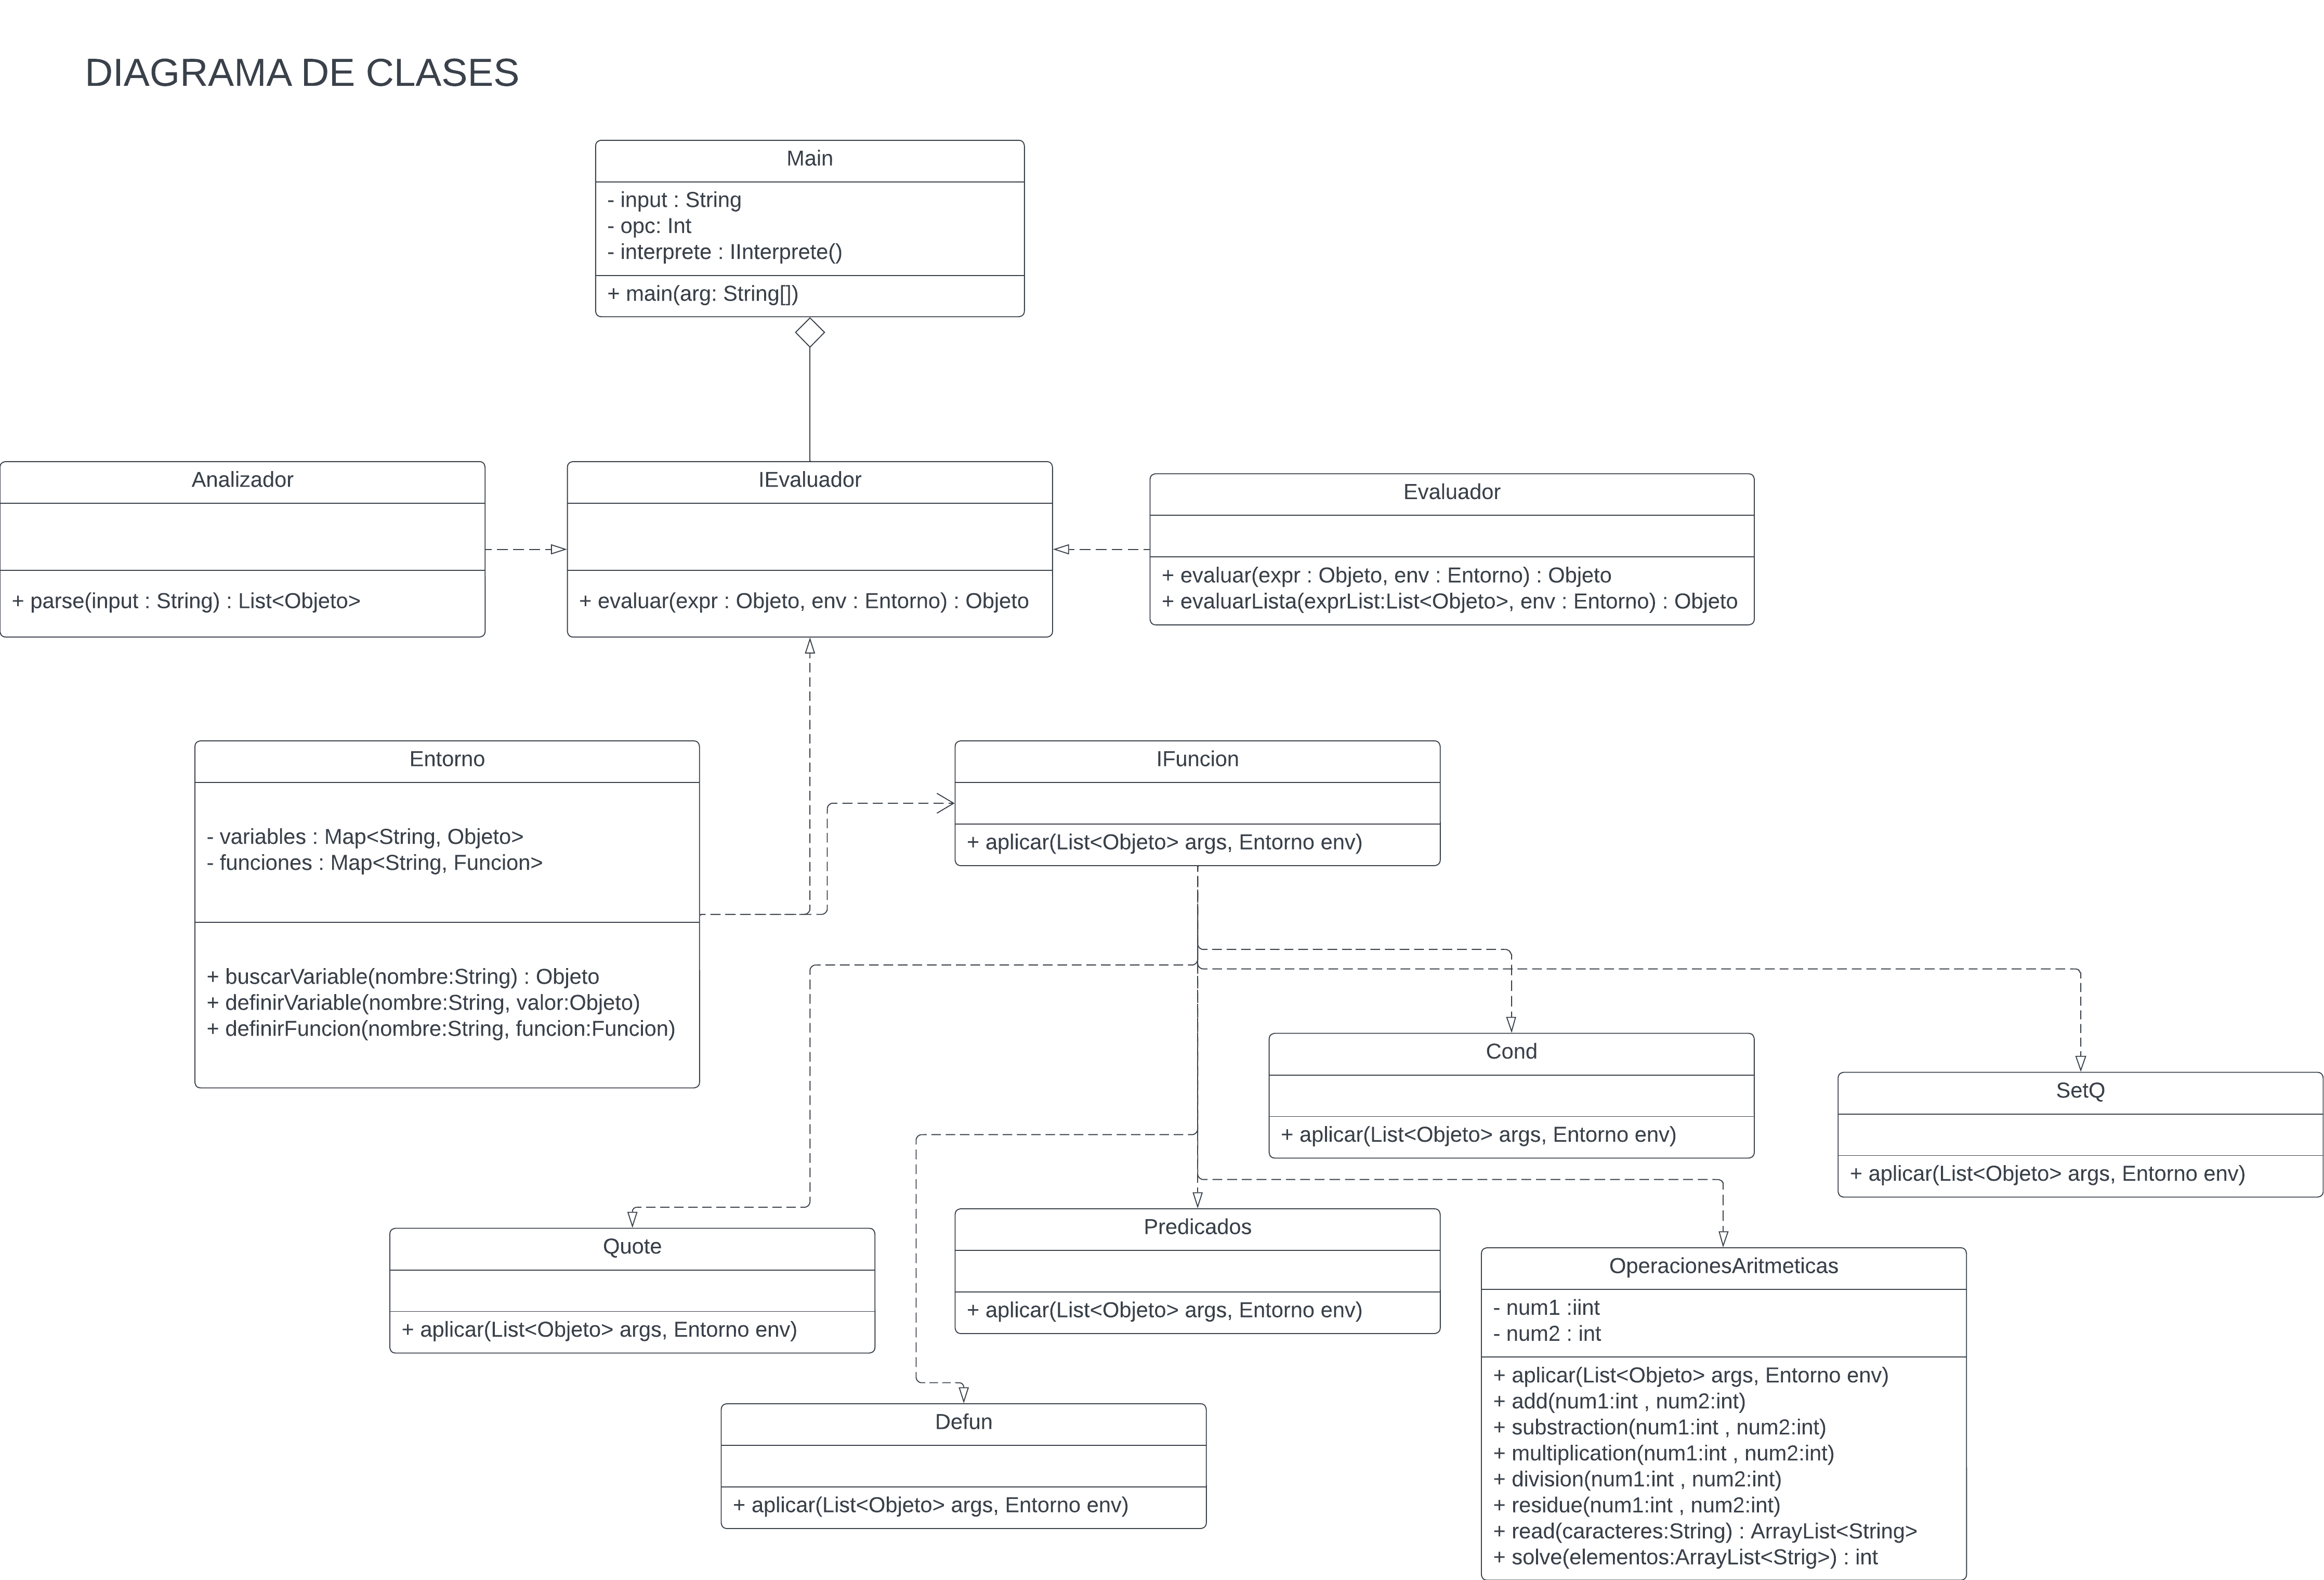 DIAGRAMA DE CLASES
Main
- input : String
- opc: Int
- interprete : IInterprete()
+ main(arg: String[])
Analizador
+ parse(input : String) : List<Objeto>
IEvaluador
+ evaluar(expr : Objeto, env : Entorno) : Objeto
Evaluador
+ evaluar(expr : Objeto, env : Entorno) : Objeto
+ evaluarLista(exprList:List<Objeto>, env : Entorno) : Objeto
Entorno
- variables : Map<String, Objeto>
- funciones : Map<String, Funcion>
+ buscarVariable(nombre:String) : Objeto
+ definirVariable(nombre:String, valor:Objeto)
+ definirFuncion(nombre:String, funcion:Funcion)
IFuncion
+ aplicar(List<Objeto> args, Entorno env)
Cond
+ aplicar(List<Objeto> args, Entorno env)
SetQ
+ aplicar(List<Objeto> args, Entorno env)
Quote
+ aplicar(List<Objeto> args, Entorno env)
Predicados
+ aplicar(List<Objeto> args, Entorno env)
OperacionesAritmeticas
- num1 :iint
- num2 : int
+ aplicar(List<Objeto> args, Entorno env)
+ add(num1:int , num2:int)
+ substraction(num1:int , num2:int)
+ multiplication(num1:int , num2:int)
+ division(num1:int , num2:int)
+ residue(num1:int , num2:int)
+ read(caracteres:String) : ArrayList<String>
+ solve(elementos:ArrayList<Strig>) : int
Defun
+ aplicar(List<Objeto> args, Entorno env)